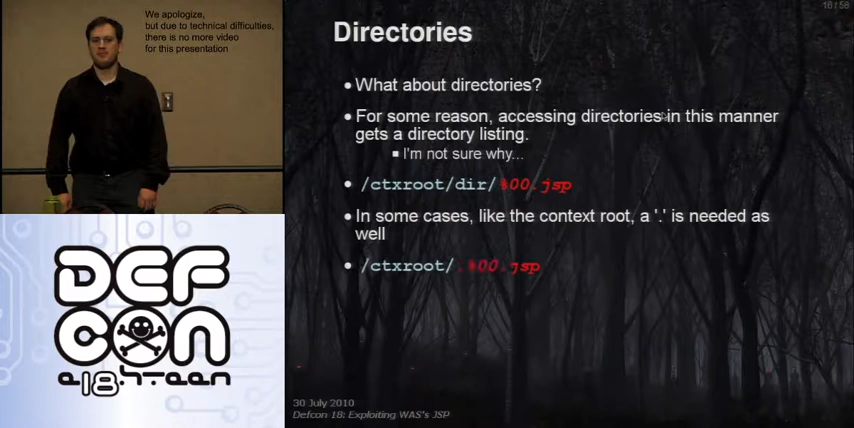 We apologize,
but due to technical difficulties,
there is no more video
for this presentation
18 / 58
Directories
What about directories?
For some reason, accessing directories in this manner
gets a directory listing.
I'm not sure why...
/ctxroot/dir/%00.jsp
In some cases, like the context root, a '.' is needed as
well
/ctxroot/.%00.jsp
DEF
CON
e18.hteen
30 July 2010
Defcon 18: Exploiting WAS's JSP